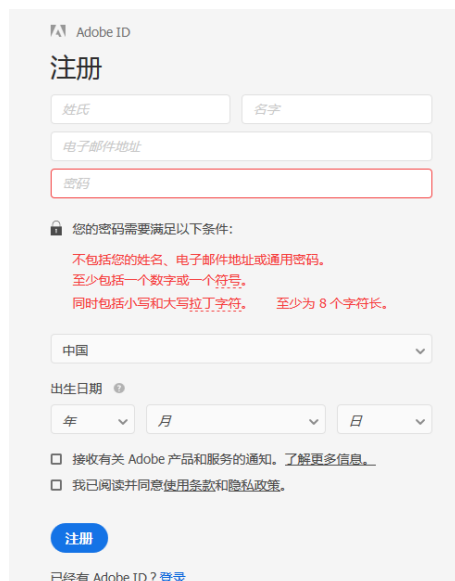 Adobe ID
注册
姓氏 名字
电子邮件地址
密码
您的密码需要满足以下条件:
不包括您的姓名、电子邮件地址或通用密码。
至少包括一个数字或一个符号。
同时包括小写和大写拉丁字符。 至少为 8 个字符长。
中国
出生日期 ?
年 月 日
接收有关 Adobe 产品和服务的通知。了解更多信息。
我已阅读并同意使用条款和隐私政策。
注册
已经有 Adobe ID？登录